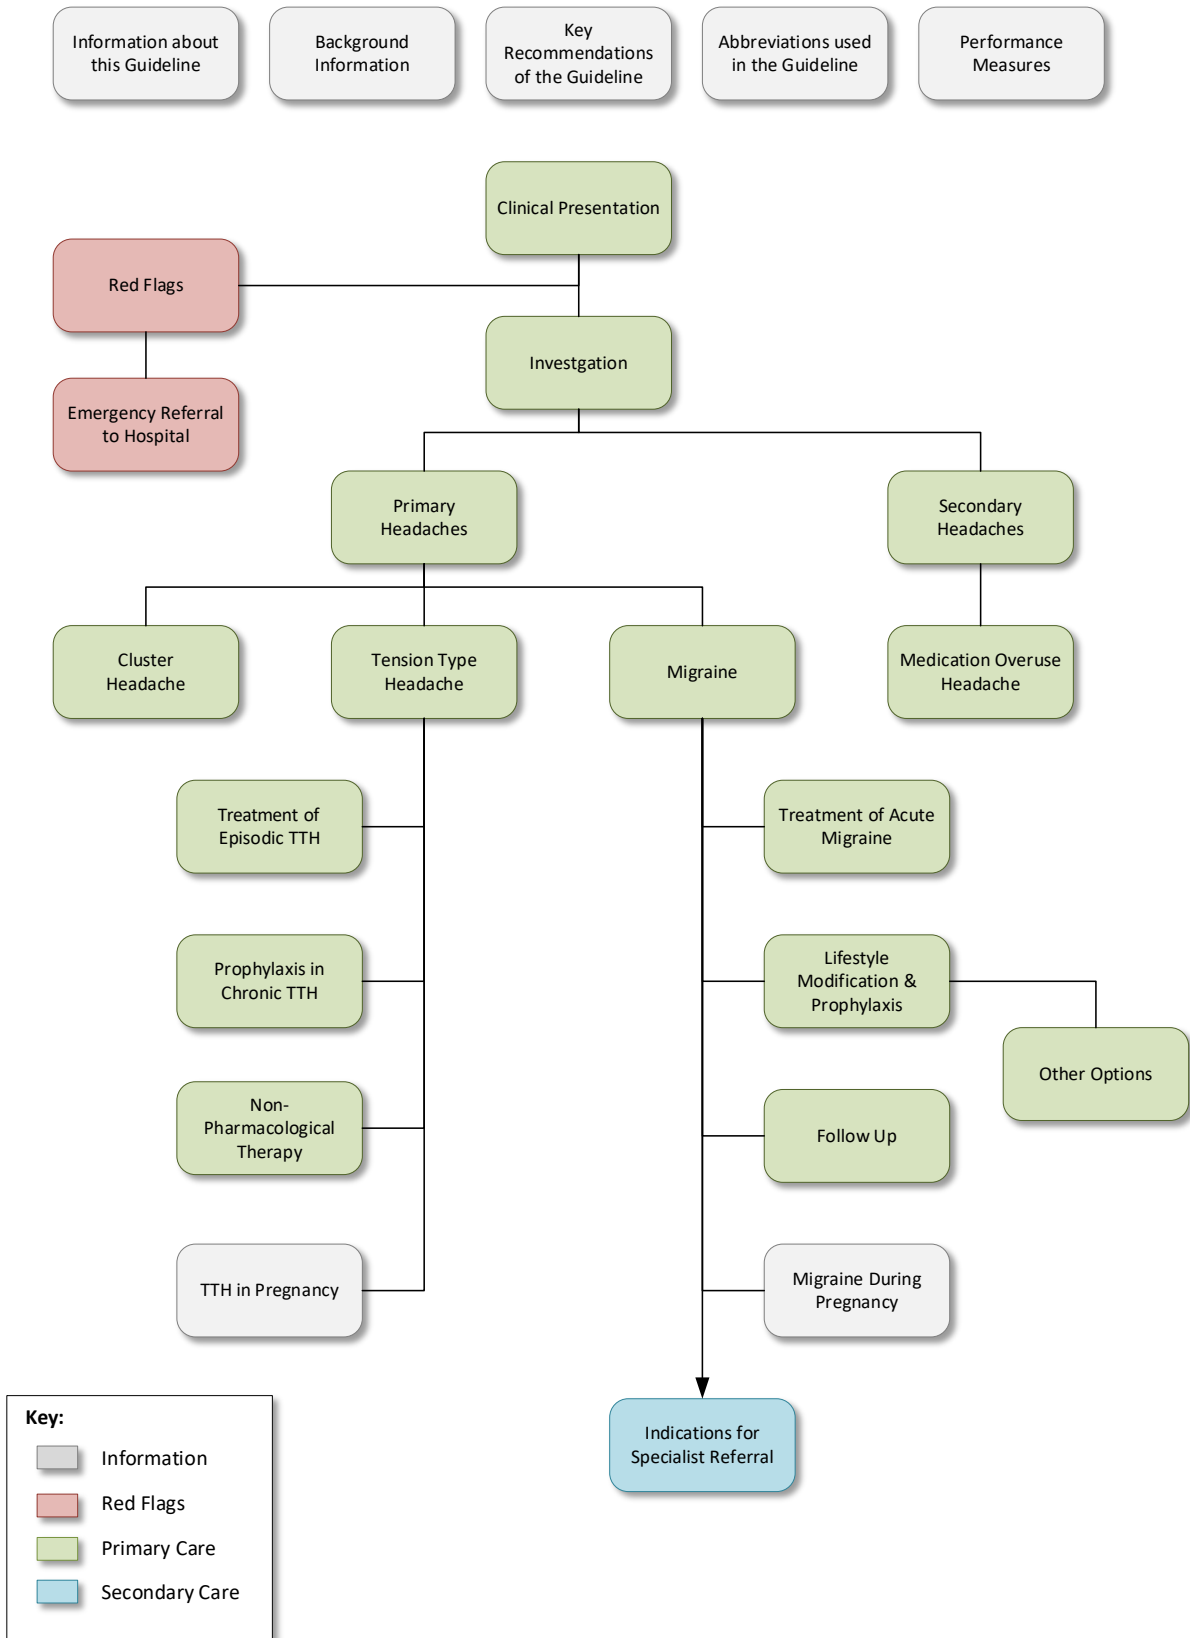 Information about
this Guideline
Background
Information
Key
Recommendations
of the Guideline
Abbreviations used
in the Guideline
Performance
Measures
Clinical Presentation
Red Flags
Investgation
Emergency Referral
to Hospital
Primary
Headaches
Secondary
Headaches
Cluster
Headache
Tension Type
Headache
Migraine
Medication Overuse
Headache
Treatment of
Episodic TTH
Treatment of Acute
Migraine
Prophylaxis in
Chronic TTH
Lifestyle
Modification &
Prophylaxis
Other Options
Non-
Pharmacological
Therapy
Follow Up
TTH in Pregnancy
Migraine During
Pregnancy
Indications for
Specialist Referral
Key:
Information
Red Flags
Primary Care
Secondary Care